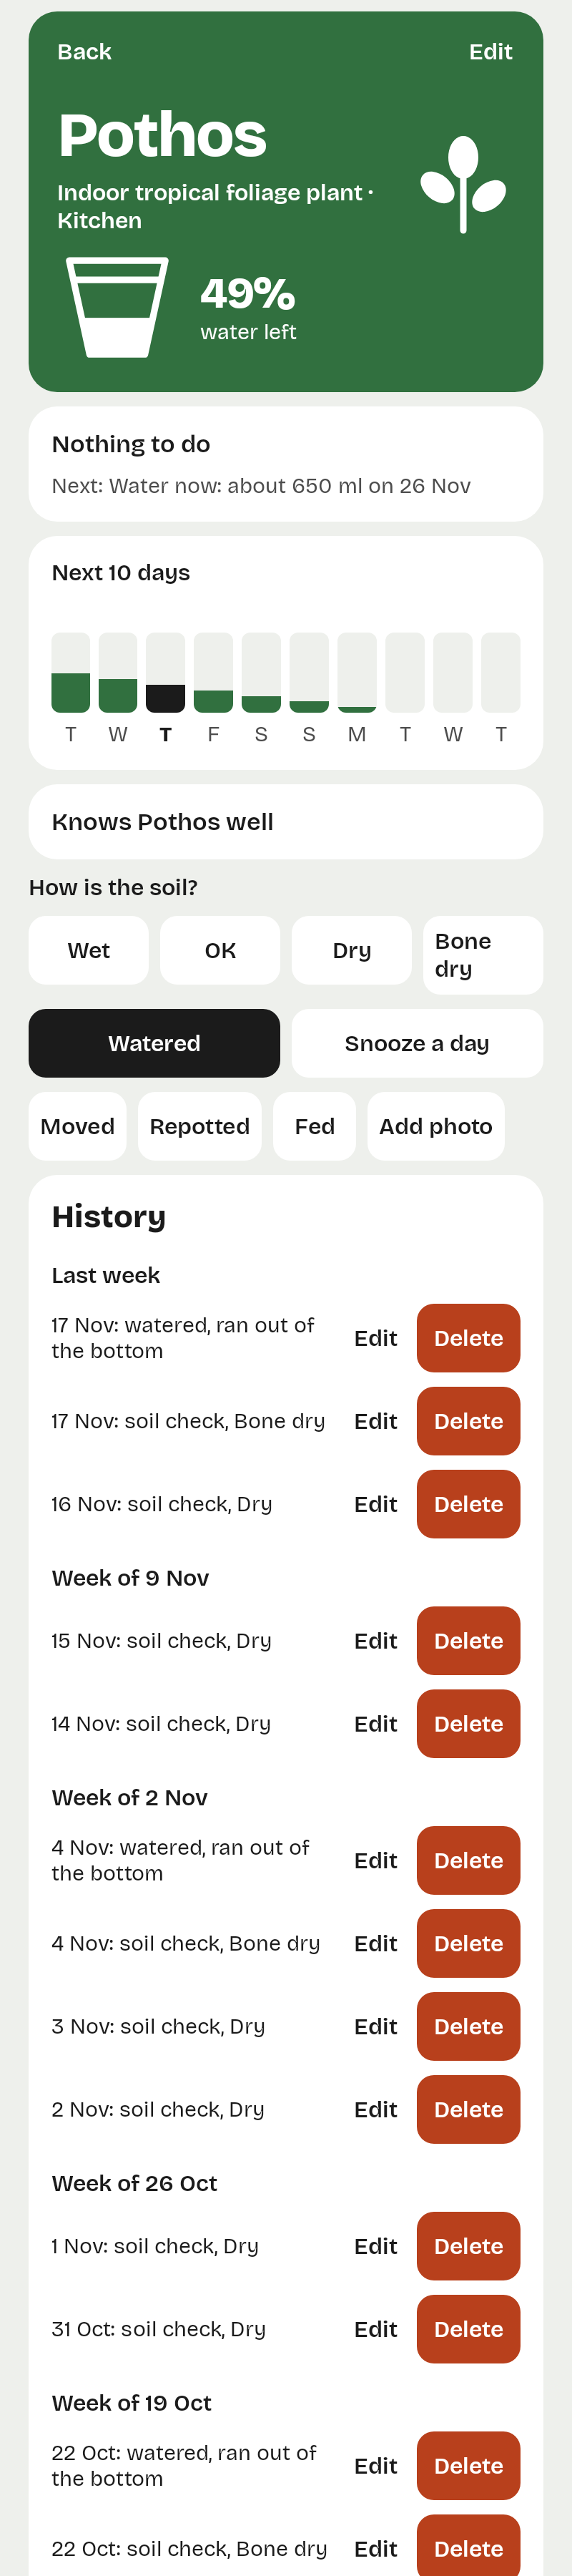 Back
Edit
Pothos
Indoor tropical foliage plant ·
Kitchen
49%
water left
Nothing to do
Next: Water now: about 650 ml on 26 Nov
Next 10 days
T W T F S S M T W T
Knows Pothos well
How is the soil?
Wet
OK
Dry
Bone
dry
Watered
Snooze a day
Moved
Repotted
Fed
Add photo
History
Last week
17 Nov: watered, ran out of
the bottom
Edit
Delete
17 Nov: soil check, Bone dry
Edit
Delete
16 Nov: soil check, Dry
Edit
Delete
Week of 9 Nov
15 Nov: soil check, Dry
Edit
Delete
14 Nov: soil check, Dry
Edit
Delete
Week of 2 Nov
4 Nov: watered, ran out of
the bottom
Edit
Delete
4 Nov: soil check, Bone dry
Edit
Delete
3 Nov: soil check, Dry
Edit
Delete
2 Nov: soil check, Dry
Edit
Delete
Week of 26 Oct
1 Nov: soil check, Dry
Edit
Delete
31 Oct: soil check, Dry
Edit
Delete
Week of 19 Oct
22 Oct: watered, ran out of
the bottom
Edit
Delete
22 Oct: soil check, Bone dry
Edit
Delete